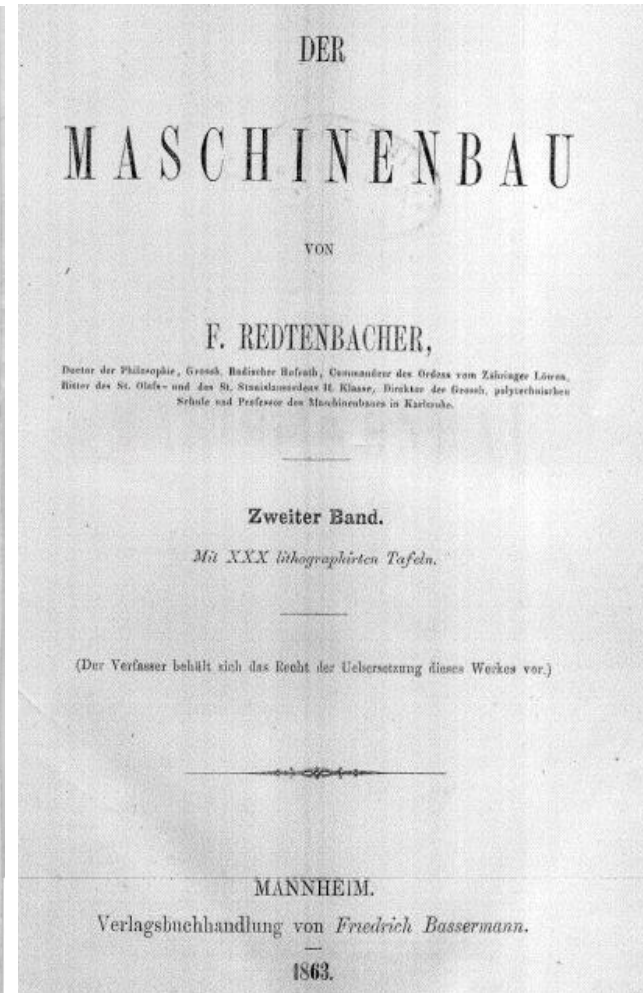 DER
MASCHINENBAU
VON
F. REDTENBACHER,
Doctor der Philosophie, Grossh. Badischer Hofrath, Commandeur des Ordens vom Zähringer Löwen,
Ritter des St. Olafs- und des St. Stanislausordens II. Klasse, Direktor der Grossh. polytechnischen
Schule und Professor des Maschinenbaues in Karlsruhe.
Zweiter Band.
Mit XXX lithographirten Tafeln.
(Der Verfasser behält sich das Recht der Uebersetzung dieses Werkes vor.)
MANNHEIM.
Verlagsbuchhandlung von Friedrich Bassermann.
1863.